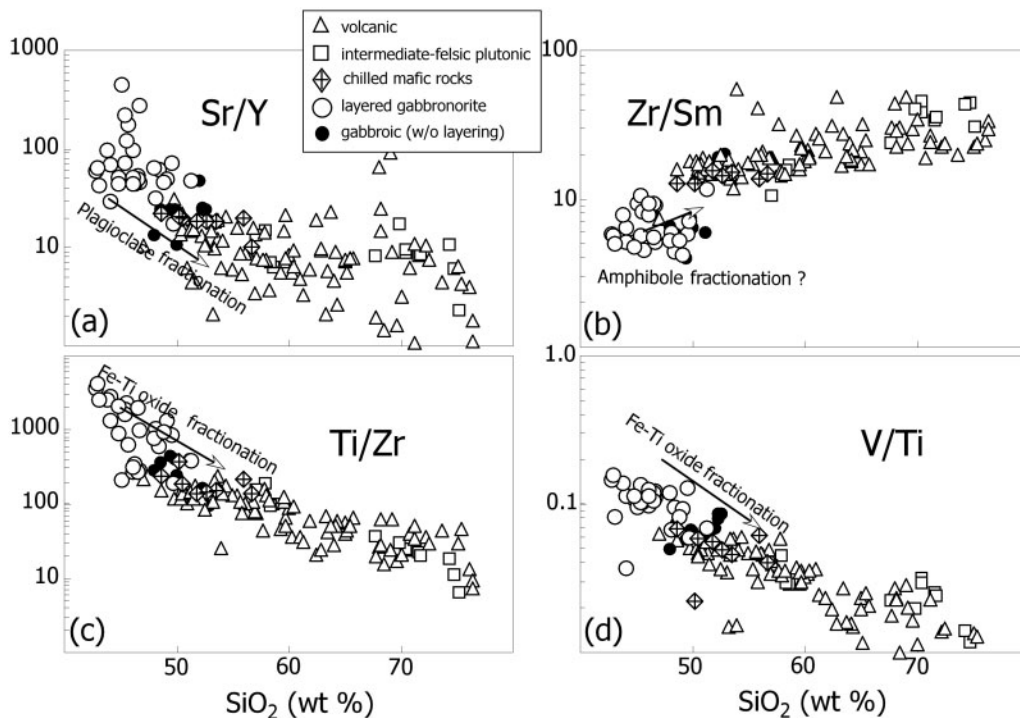 volcanic
intermediate-felsic plutonic
chilled mafic rocks
layered gabbronorite
gabbroic (w/o layering)
1000
100
10
Sr/Y
Plagioclase fractionation
(a)
100
10
Zr/Sm
Amphibole fractionation ?
(b)
1000
100
10
Fe-Ti oxide fractionation
Ti/Zr
(c)
50 60 70
SiO₂ (wt %)
1.0
0.1
Fe-Ti oxide fractionation
V/Ti
(d)
50 60 70
SiO₂ (wt %)